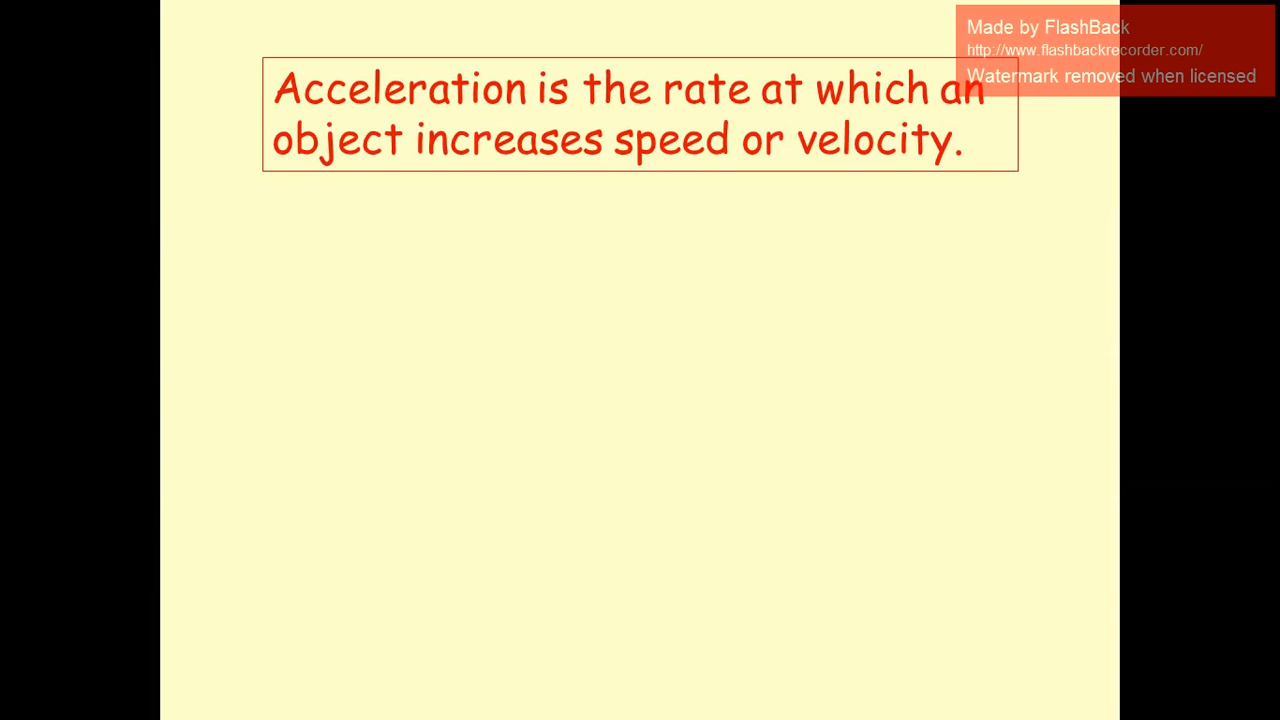 Made by FlashBack
http://www.flashbackrecorder.com/
Watermark removed when licensed
Acceleration is the rate at which an
object increases speed or velocity.